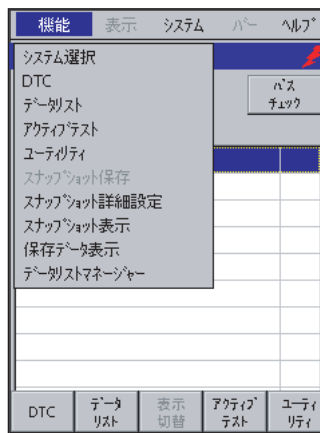 機能 表示 システム バー ヘルプ
システム選択
DTC
データリスト
アクティブテスト
ユーティリティ
スナップショット保存
スナップショット詳細設定
スナップショット表示
保存データ表示
データリストマネージャー
バス
チェック
DTC
データ
リスト
表示
切替
アクティブ
テスト
ユーティ
リティ